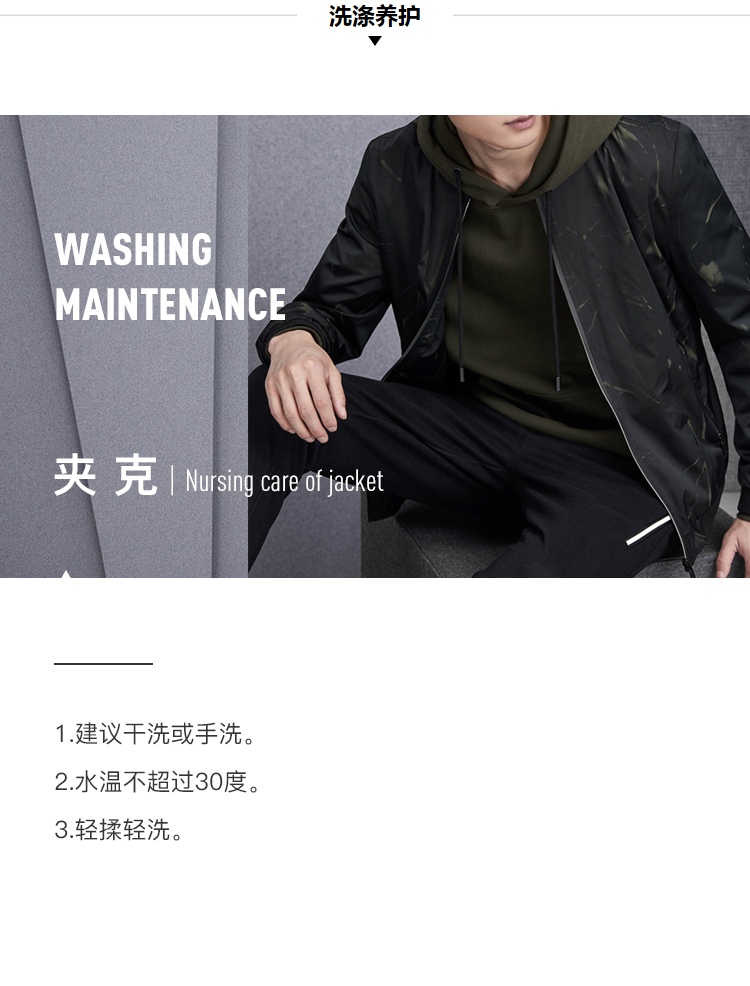 洗涤养护
WASHING
MAINTENANCE
夹克 | Nursing care of jacket
1.建议干洗或手洗。
2.水温不超过30度。
3.轻揉轻洗。